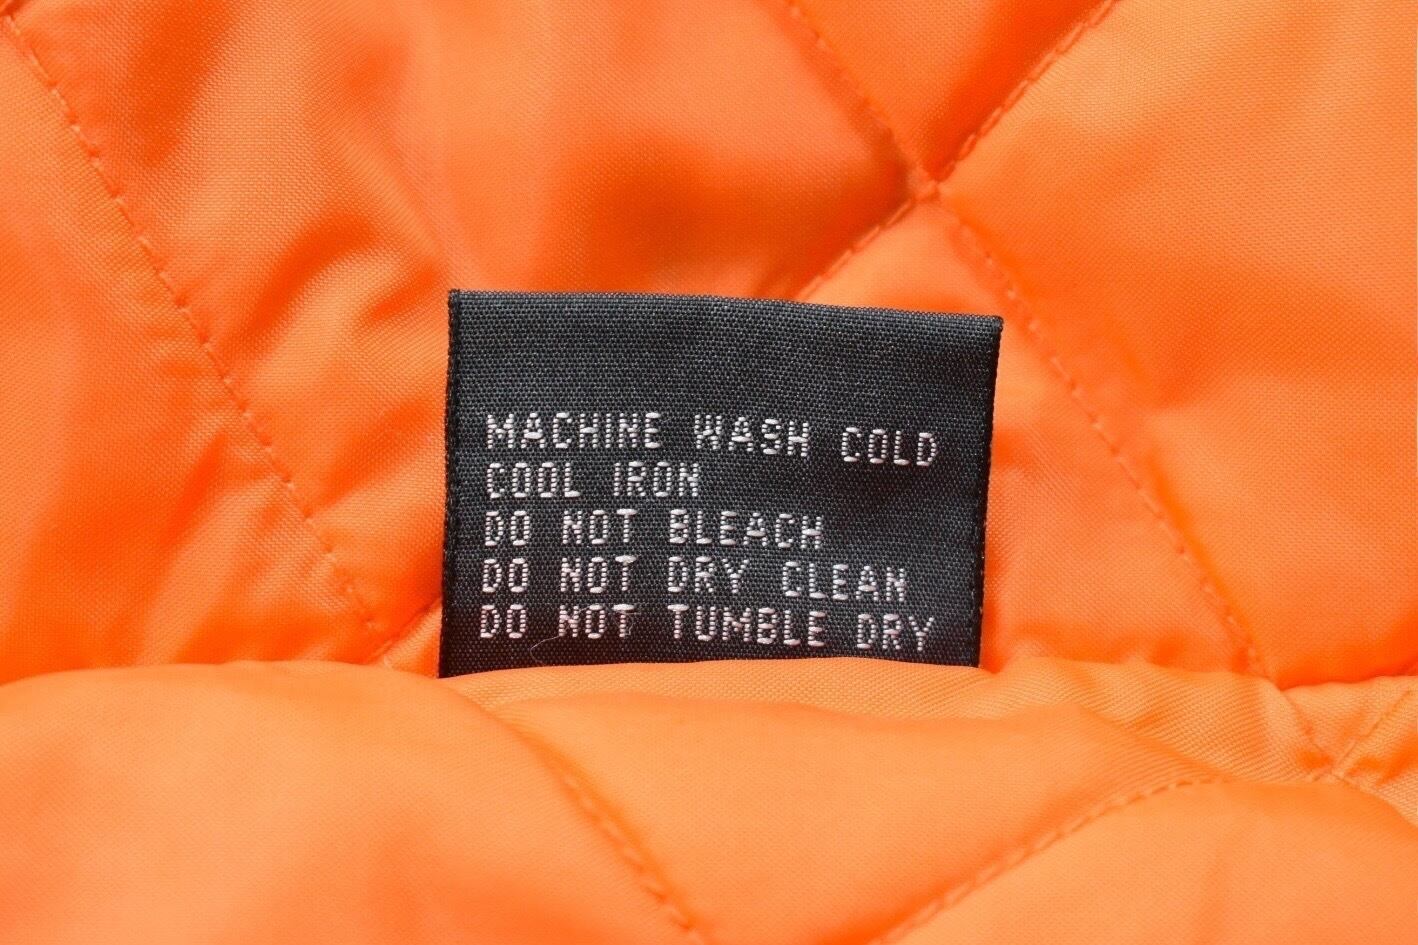 MACHINE WASH COLD
COOL IRON
DO NOT BLEACH
DO NOT DRY CLEAN
DO NOT TUMBLE DRY